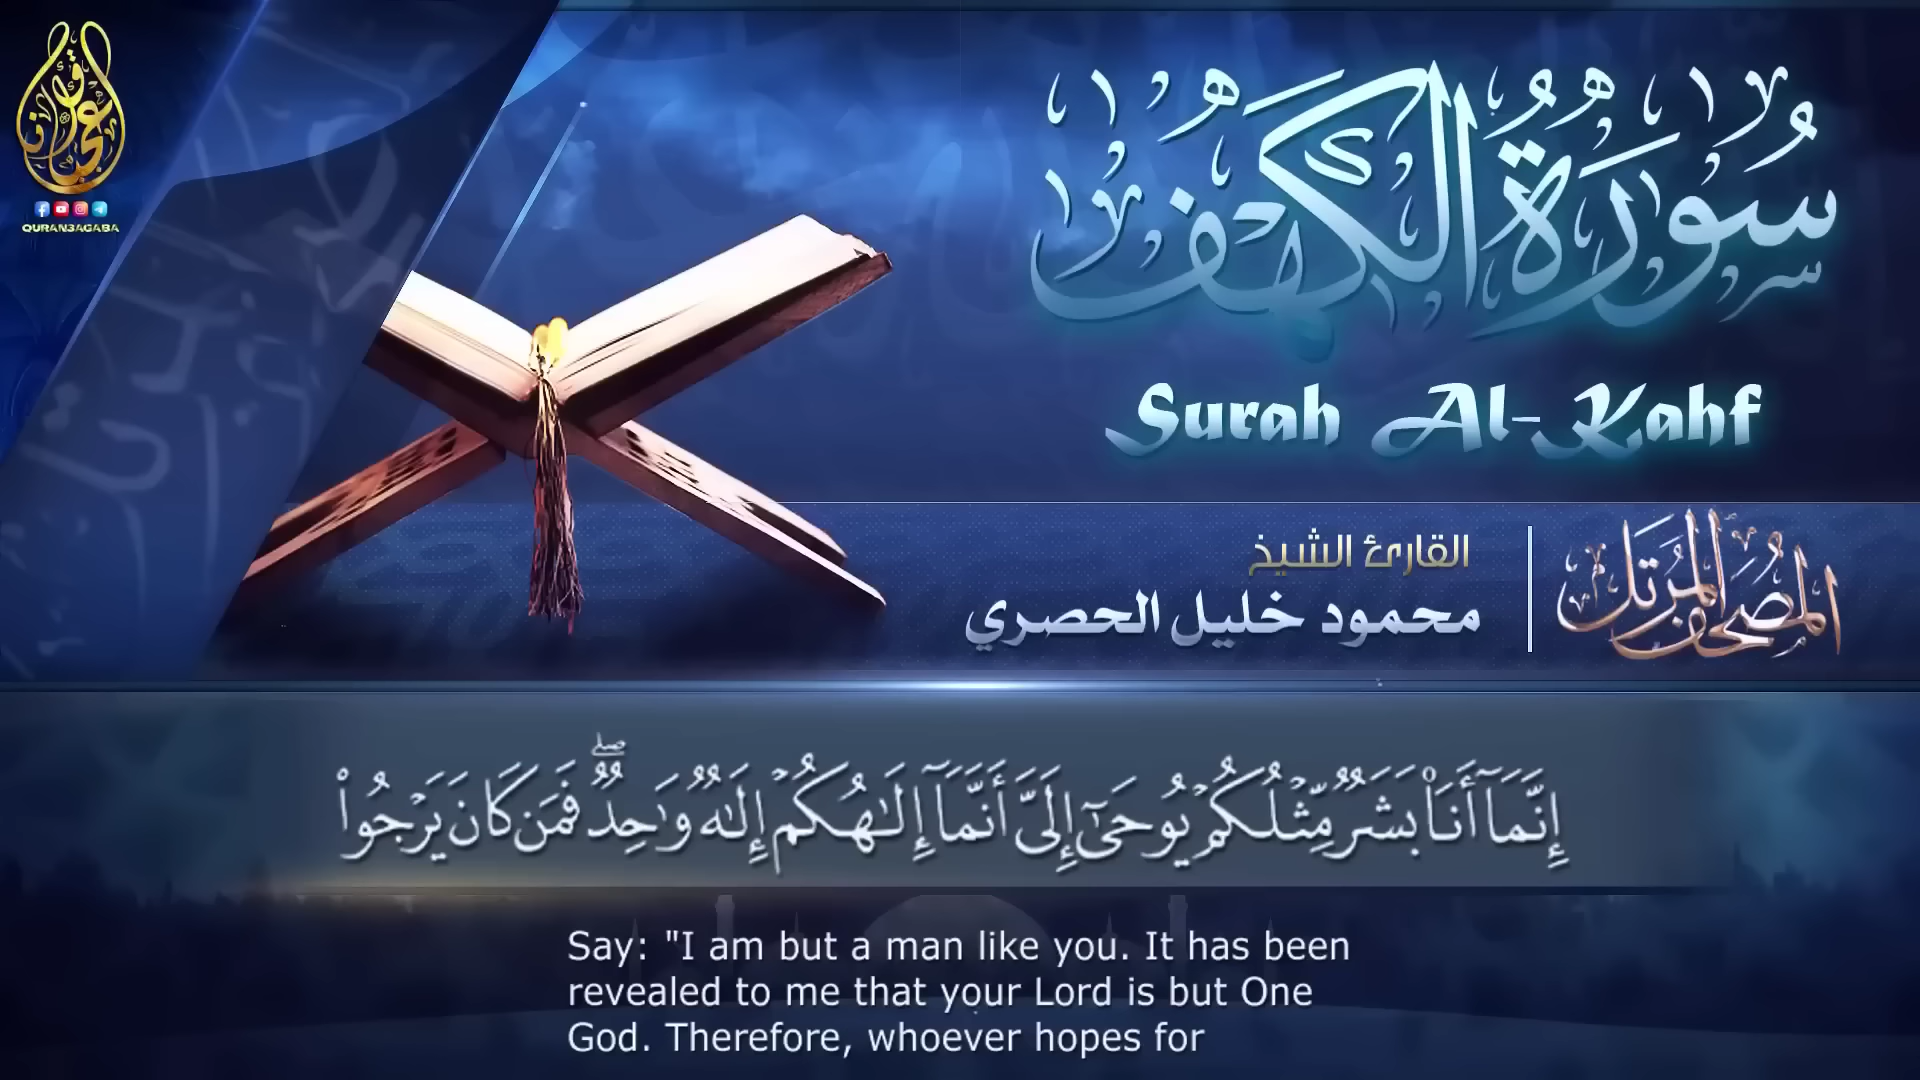 QURAN3AGABA
سُورَةُ الكَهْف
Surah Al-Kahf
القارئ الشيخ
محمود خليل الحصري
المصحف المرتل
إِنَّمَآ أَنَا۠ بَشَرٌ مِّثْلُكُمْ يُوحَىٰٓ إِلَىَّ أَنَّمَآ إِلَـٰهُكُمْ إِلَـٰهٌ وَٰحِدٌ ۖ فَمَن كَانَ يَرْجُوا۟
Say: "I am but a man like you. It has been
revealed to me that your Lord is but One
God. Therefore, whoever hopes for